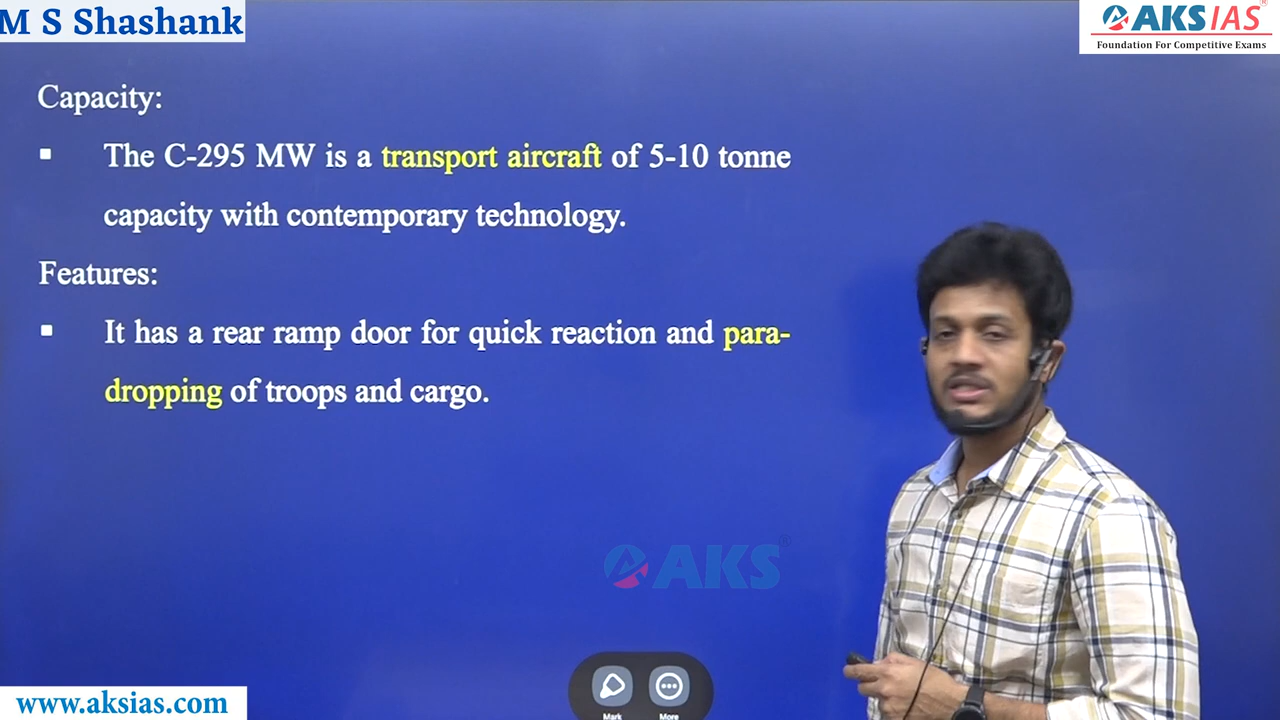 M S Shashank
AKS IAS®
Foundation For Competitive Exams
Capacity:
▪ The C-295 MW is a transport aircraft of 5-10 tonne
capacity with contemporary technology.
Features:
▪ It has a rear ramp door for quick reaction and para-
dropping of troops and cargo.
AKS®
Mark More
www.aksias.com